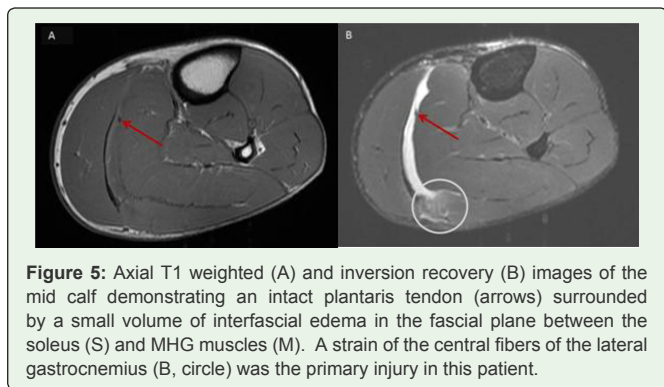 A
B
Figure 5: Axial T1 weighted (A) and inversion recovery (B) images of the
mid calf demonstrating an intact plantaris tendon (arrows) surrounded
by a small volume of interfascial edema in the fascial plane between the
soleus (S) and MHG muscles (M). A strain of the central fibers of the lateral
gastrocnemius (B, circle) was the primary injury in this patient.